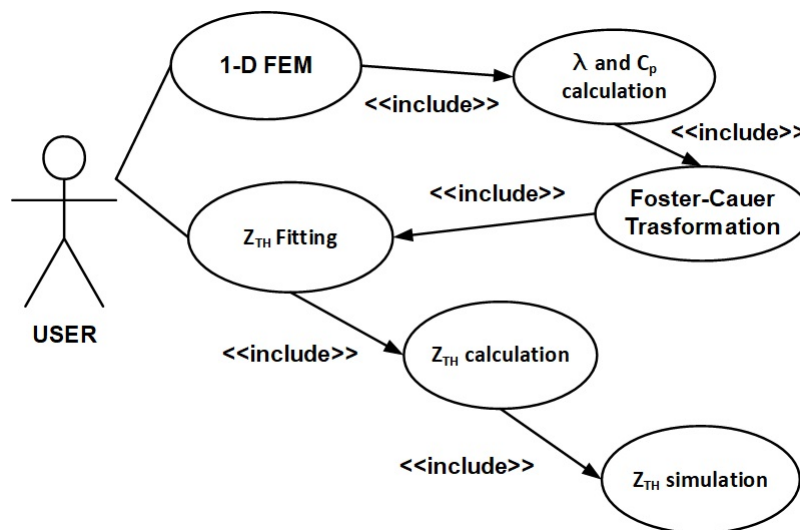 1-D FEM
λ and Cp
calculation
<<include>>
<<include>>
<<include>>
Foster-Cauer
Trasformation
ZTH Fitting
USER
<<include>>
ZTH calculation
<<include>>
ZTH simulation